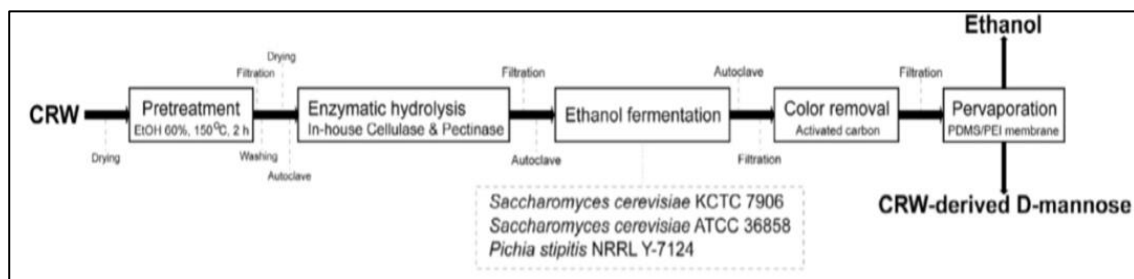 Ethanol
Drying
Filtration
Filtration
Autoclave
Filtration
CRW
Pretreatment
EtOH 60%, 150°C, 2 h
Enzymatic hydrolysis
In-house Cellulase & Pectinase
Ethanol fermentation
Color removal
Activated carbon
Pervaporation
PDMS/PEI membrane
Drying
Washing
Autoclave
Autoclave
Filtration
CRW-derived D-mannose
Saccharomyces cerevisiae KCTC 7906
Saccharomyces cerevisiae ATCC 36858
Pichia stipitis NRRL Y-7124